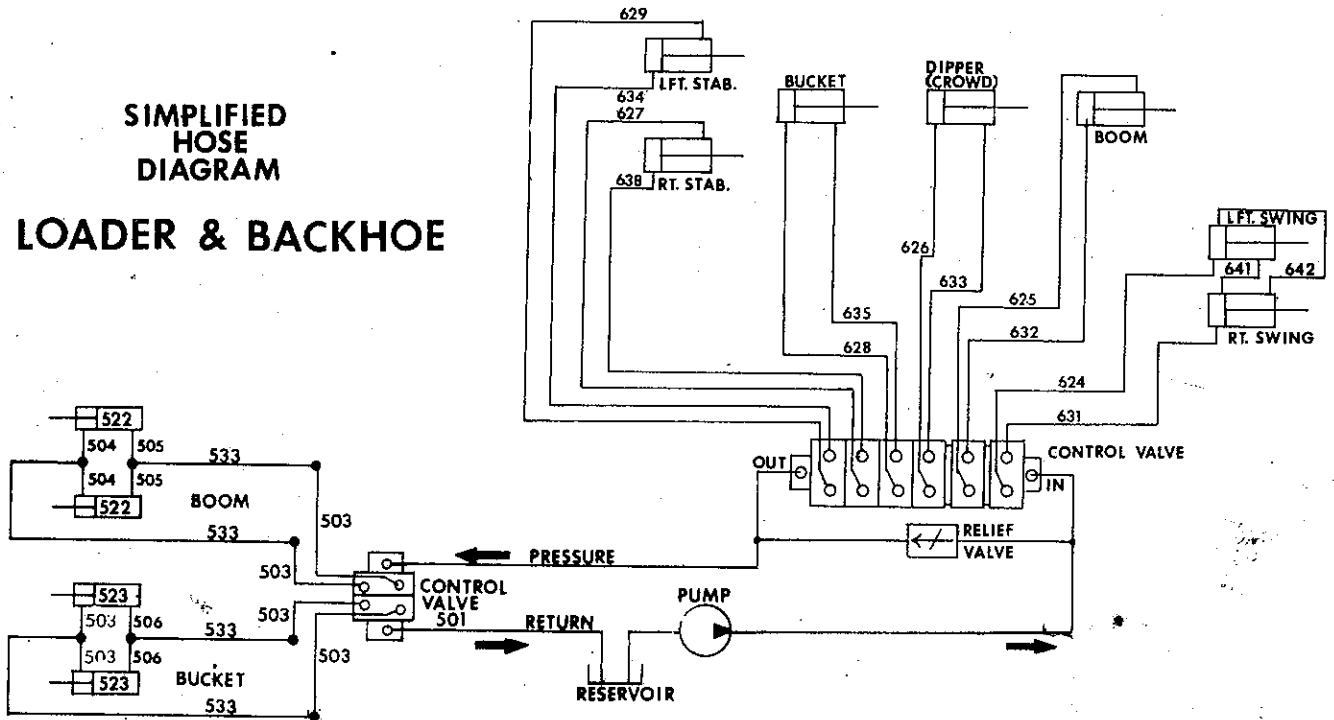 SIMPLIFIED
HOSE
DIAGRAM
LOADER & BACKHOE
629
LFT. STAB.
634
627
638
RT. STAB.
BUCKET
DIPPER
(CROWD)
BOOM
LFT. SWING
641
642
RT. SWING
626
633
625
635
632
628
624
631
OUT
CONTROL VALVE
IN
RELIEF
VALVE
522
504
505
533
504
505
522
BOOM
533
503
503
PRESSURE
CONTROL
VALVE
501
RETURN
PUMP
RESERVOIR
523
503
506
533
503
503
506
503
523
BUCKET
533